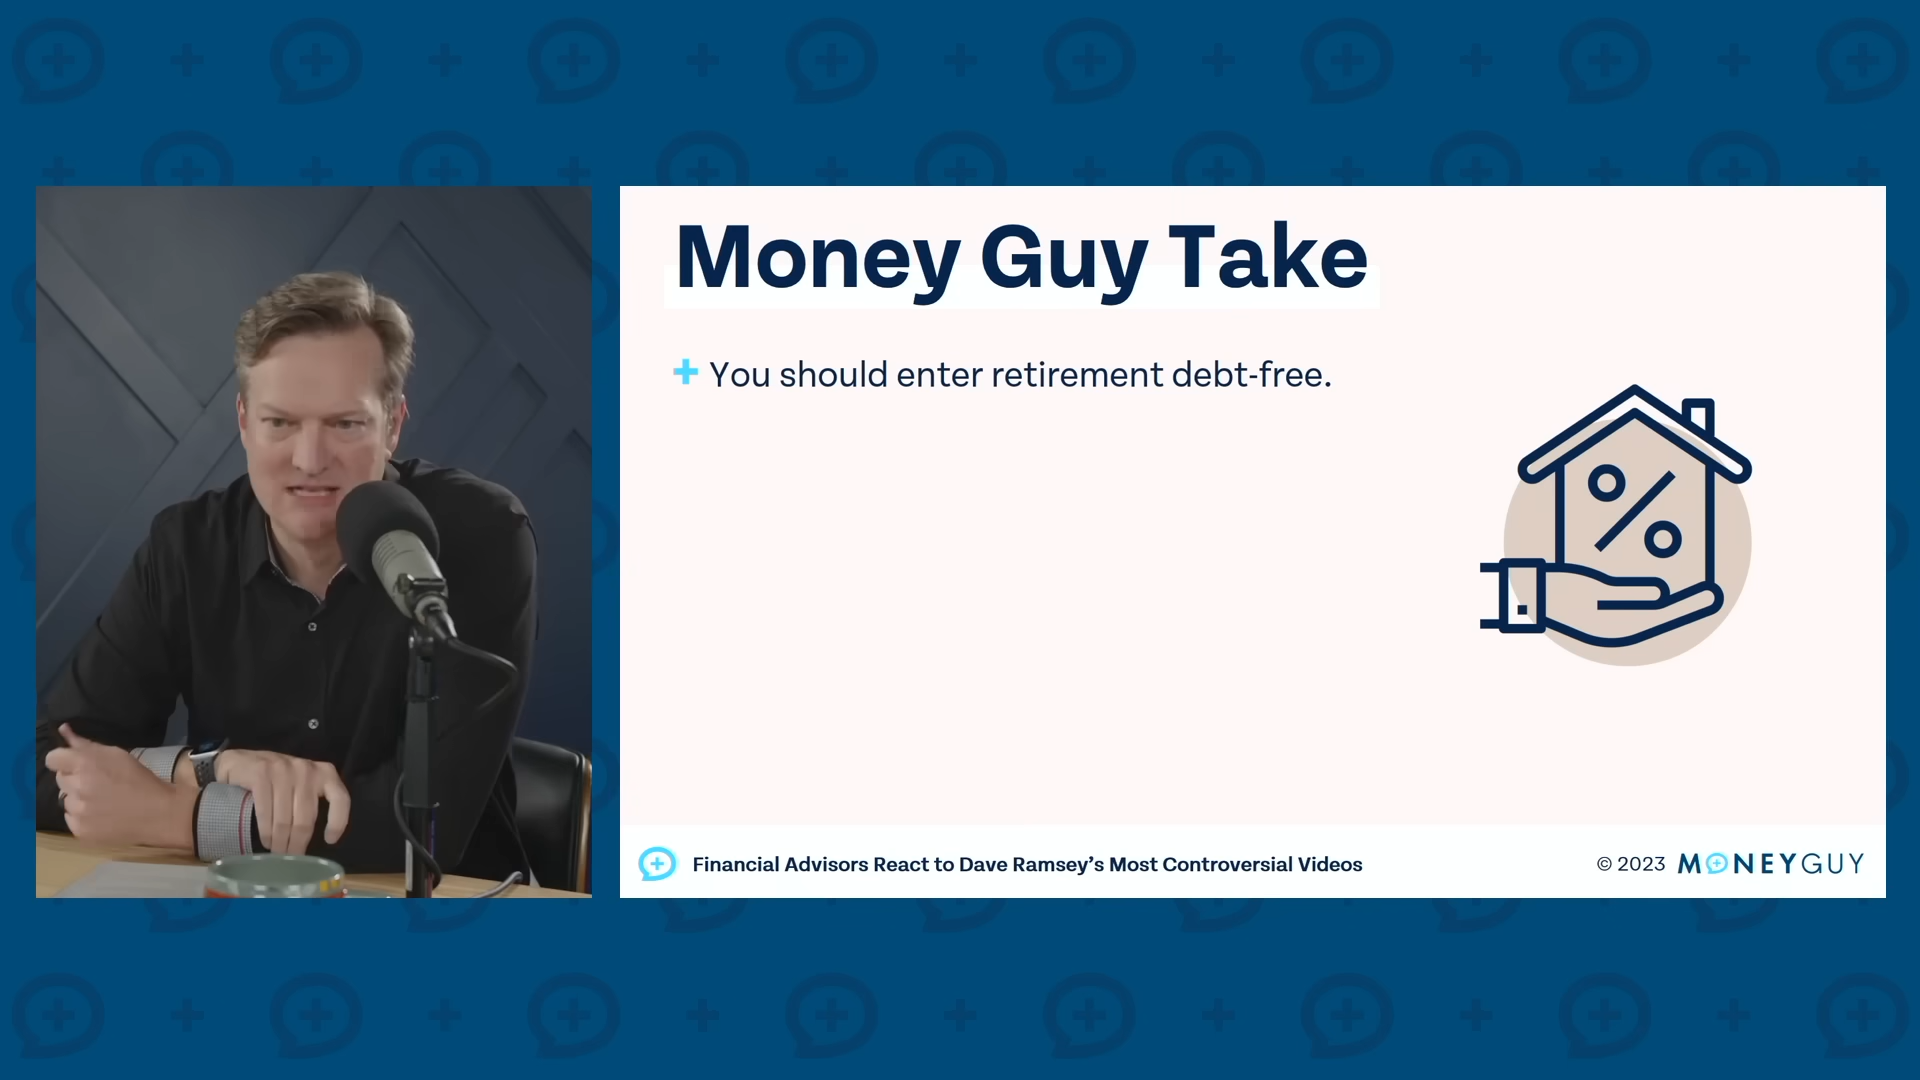 Money Guy Take
+ You should enter retirement debt-free.
%
Financial Advisors React to Dave Ramsey’s Most Controversial Videos
© 2023 MONEYGUY